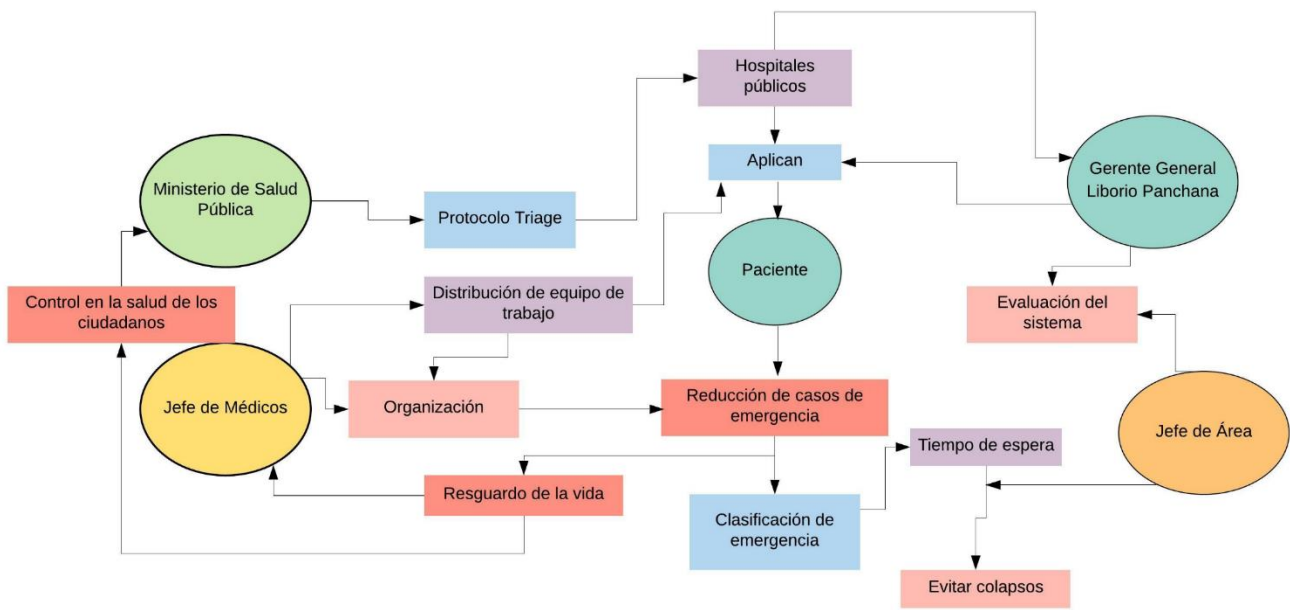 Hospitales
públicos
Ministerio de Salud
Pública
Protocolo Triage
Aplican
Gerente General
Liborio Panchana
Paciente
Control en la salud de los
ciudadanos
Distribución de equipo de
trabajo
Evaluación del
sistema
Jefe de Médicos
Organización
Reducción de casos de
emergencia
Jefe de Área
Tiempo de espera
Resguardo de la vida
Clasificación de
emergencia
Evitar colapsos